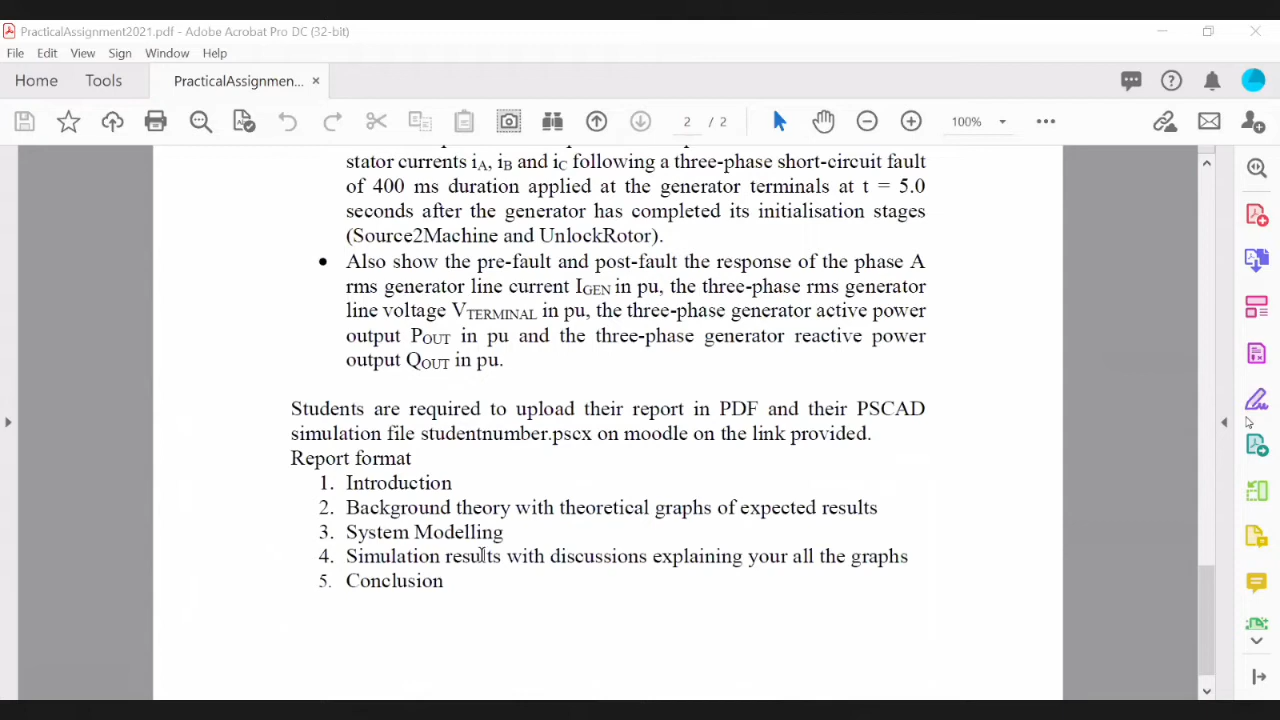 PracticalAssignment2021.pdf - Adobe Acrobat Pro DC (32-bit)
File Edit View Sign Window Help
Home Tools PracticalAssignmen... ×
2 / 2 100%
stator currents iA, iB and iC following a three-phase short-circuit fault
of 400 ms duration applied at the generator terminals at t = 5.0
seconds after the generator has completed its initialisation stages
(Source2Machine and UnlockRotor).
• Also show the pre-fault and post-fault the response of the phase A
rms generator line current IGEN in pu, the three-phase rms generator
line voltage VTERMINAL in pu, the three-phase generator active power
output POUT in pu and the three-phase generator reactive power
output QOUT in pu.
Students are required to upload their report in PDF and their PSCAD
simulation file studentnumber.pscx on moodle on the link provided.
Report format
1. Introduction
2. Background theory with theoretical graphs of expected results
3. System Modelling
4. Simulation results with discussions explaining your all the graphs
5. Conclusion